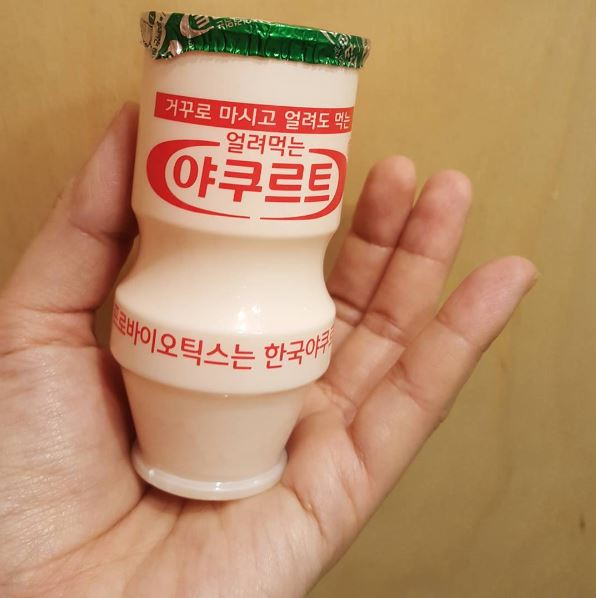 거꾸로 마시고 얼려도 먹는
얼려먹는
야쿠르트
프로바이오틱스는 한국야쿠르